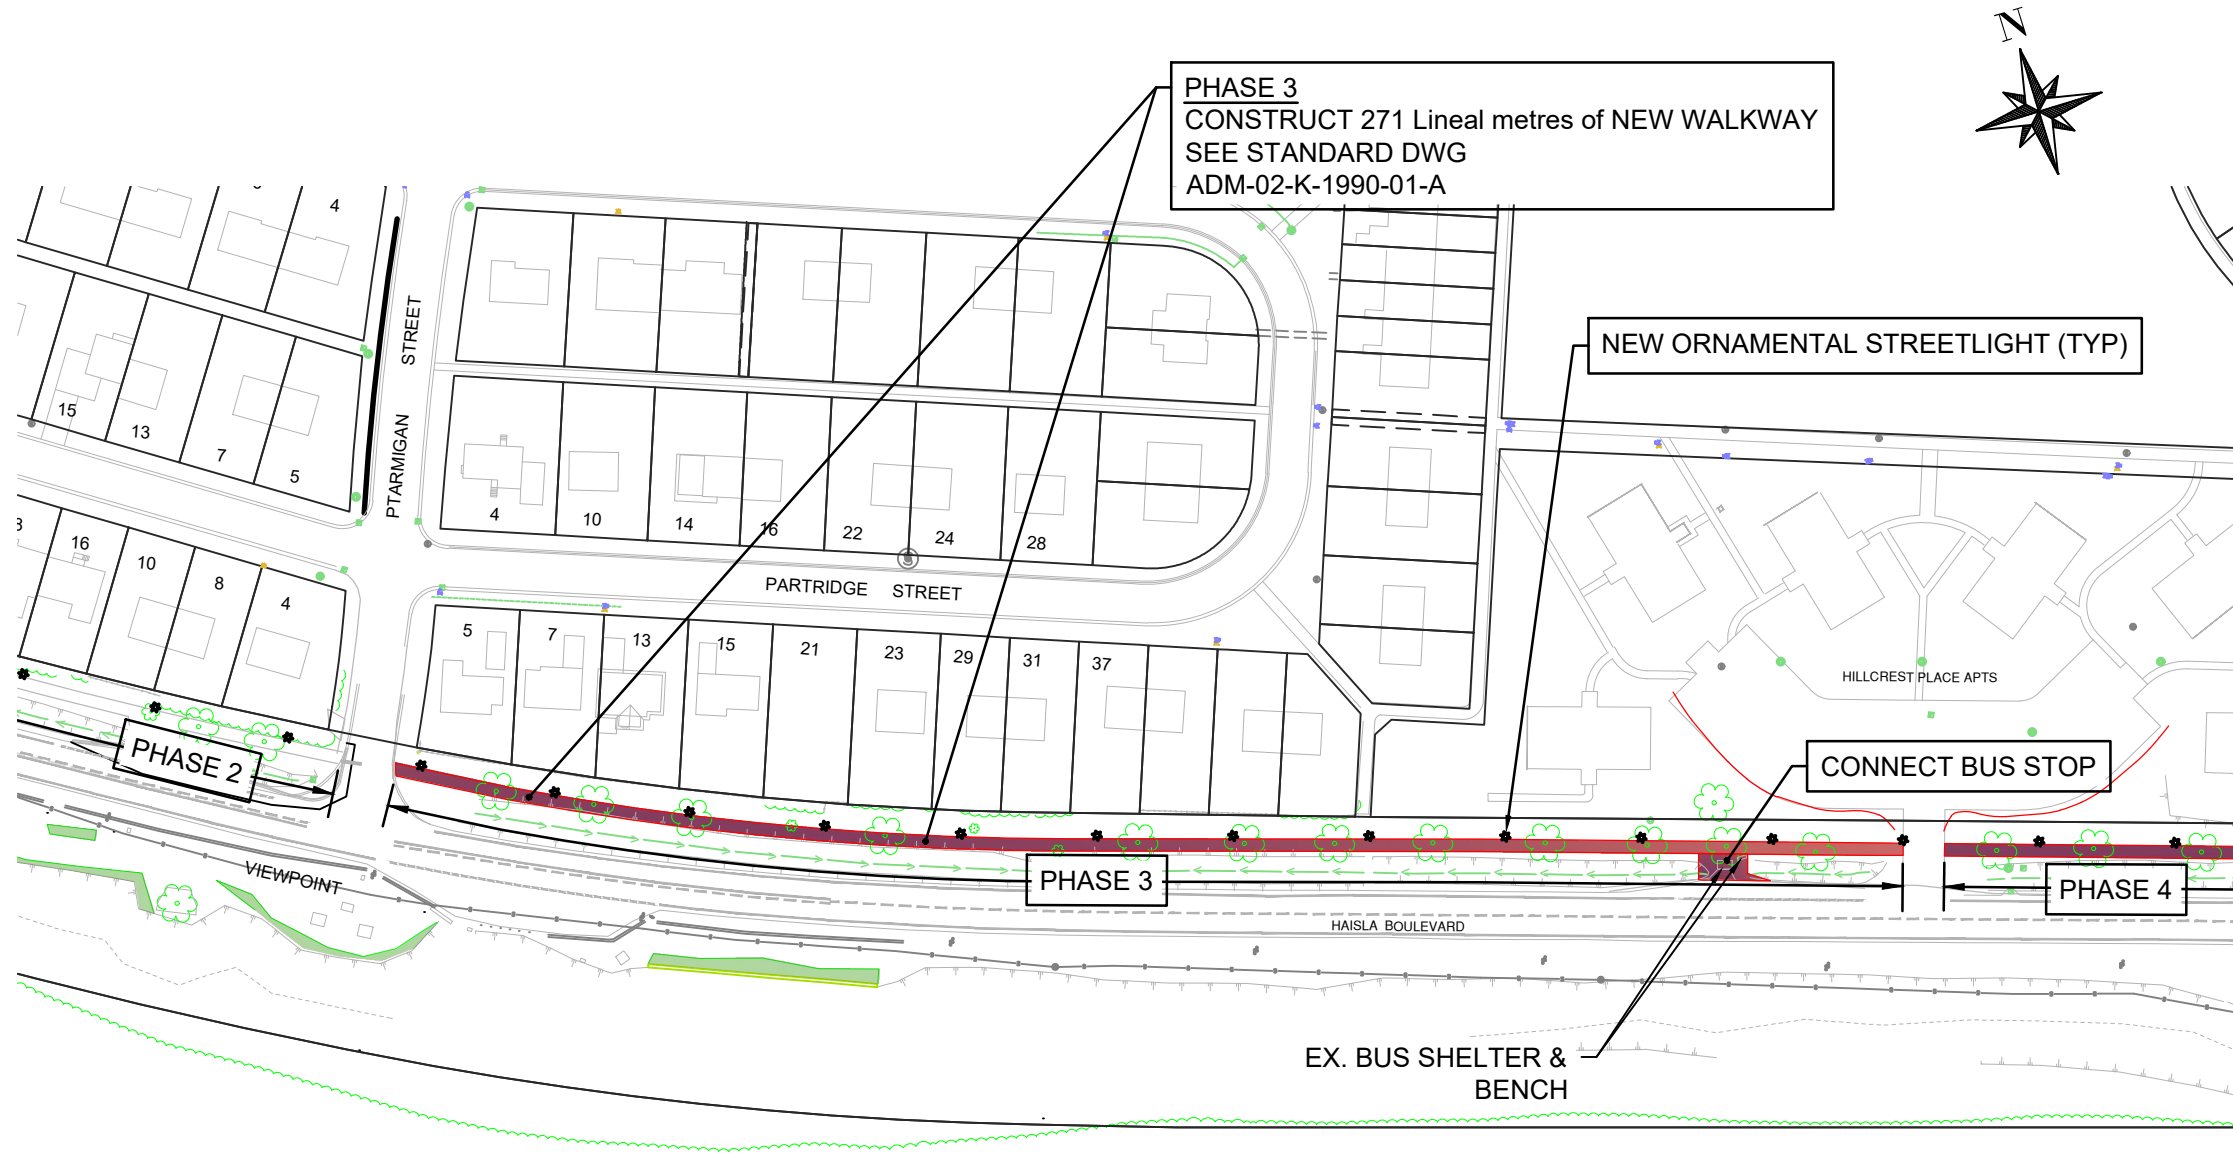 N
PHASE 3
CONSTRUCT 271 Lineal metres of NEW WALKWAY
SEE STANDARD DWG
ADM-02-K-1990-01-A
4
PTARMIGAN STREET
NEW ORNAMENTAL STREETLIGHT (TYP)
15
13
7
5
4
10
14
16
22
24
28
S
PARTRIDGE STREET
16
10
8
4
5
7
13
15
21
23
29
31
37
HILLCREST PLACE APTS
PHASE 2
CONNECT BUS STOP
VIEWPOINT
PHASE 3
PHASE 4
HAISLA BOULEVARD
EX. BUS SHELTER &
BENCH